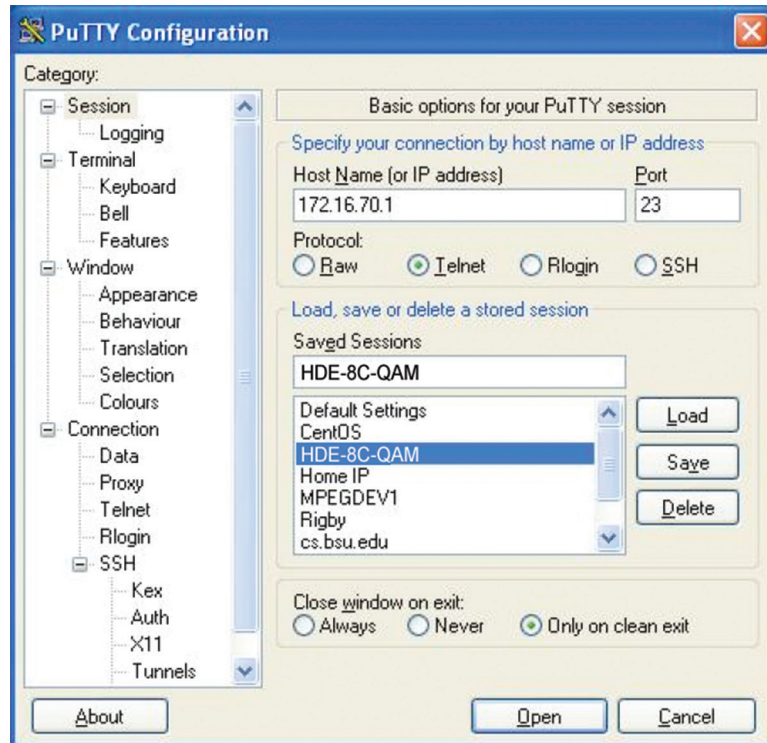 PuTTY Configuration
Category:
Session
Logging
Terminal
Keyboard
Bell
Features
Window
Appearance
Behaviour
Translation
Selection
Colours
Connection
Data
Proxy
Telnet
Rlogin
SSH
Kex
Auth
X11
Tunnels
Basic options for your PuTTY session
Specify your connection by host name or IP address
Host Name (or IP address) Port
172.16.70.1 23
Protocol:
Raw Telnet Rlogin SSH
Load, save or delete a stored session
Saved Sessions
HDE-8C-QAM
Default Settings
CentOS
HDE-8C-QAM
Home IP
MPEGDEV1
Rigby
cs.bsu.edu
Load
Save
Delete
Close window on exit:
Always Never Only on clean exit
About Open Cancel